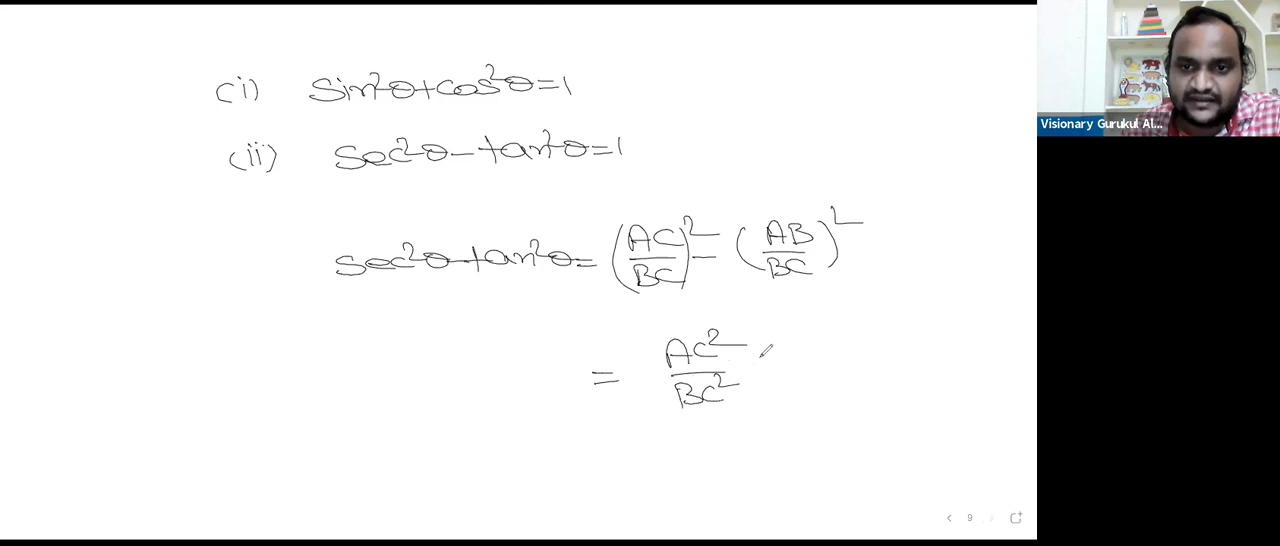 (i) sin²θ+cos²θ=1
(ii) sec²θ-tan²θ=1
sec²θ-tan²θ=(AC/BC)²-(AB/BC)²
= AC²/BC²
Visionary Gurukul Al...
9